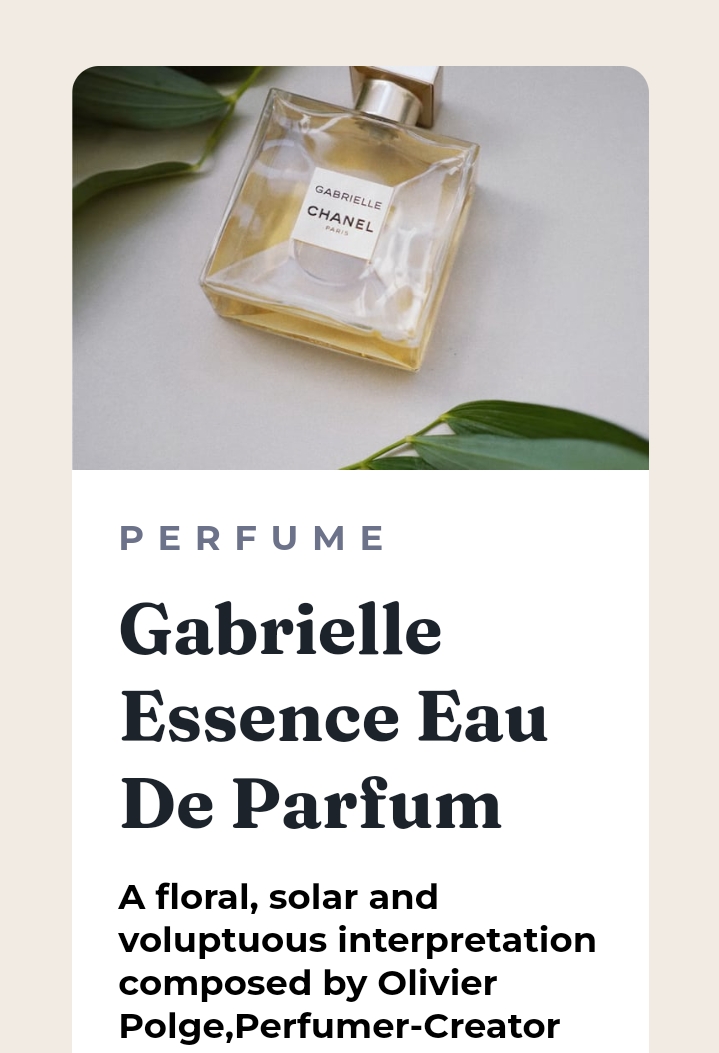 GABRIELLE
CHANEL
PARIS
PERFUME
Gabrielle
Essence Eau
De Parfum
A floral, solar and
voluptuous interpretation
composed by Olivier
Polge,Perfumer-Creator